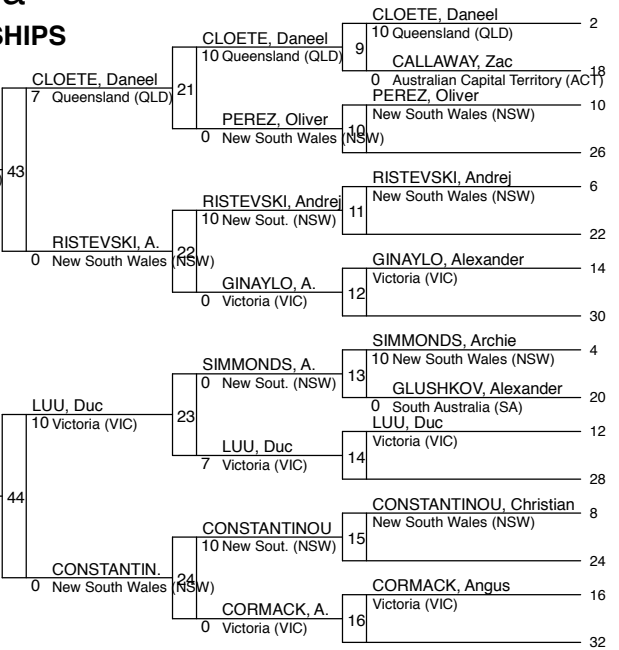 SHIPS
CLOETE, Daneel
2
10 Queensland (QLD)
9
CLOETE, Daneel
10 Queensland (QLD)
CALLAWAY, Zac
18
0 Australian Capital Territory (ACT)
21
CLOETE, Daneel
7 Queensland (QLD)
PEREZ, Oliver
10
New South Wales (NSW)
PEREZ, Oliver
0 New South Wales (NSW)
10
26
43
RISTEVSKI, Andrej
6
New South Wales (NSW)
RISTEVSKI, Andrej
10 New Sout. (NSW)
11
22
RISTEVSKI, A.
0 New South Wales (NSW)
22
GINAYLO, Alexander
14
Victoria (VIC)
GINAYLO, A.
0 Victoria (VIC)
12
30
SIMMONDS, Archie
4
10 New South Wales (NSW)
SIMMONDS, A.
0 New Sout. (NSW)
13
GLUSHKOV, Alexander
20
0 South Australia (SA)
LUU, Duc
10 Victoria (VIC)
23
LUU, Duc
12
Victoria (VIC)
LUU, Duc
7 Victoria (VIC)
14
28
44
CONSTANTINOU, Christian
8
New South Wales (NSW)
CONSTANTINOU
10 New Sout. (NSW)
15
24
CONSTANTIN.
0 New South Wales (NSW)
24
CORMACK, Angus
16
Victoria (VIC)
CORMACK, A.
0 Victoria (VIC)
16
32